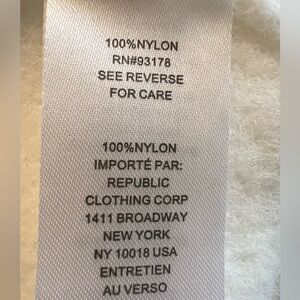 100%NYLON
RN#93178
SEE REVERSE
FOR CARE
100%NYLON
IMPORTÉ PAR:
REPUBLIC
CLOTHING CORP
1411 BROADWAY
NEW YORK
NY 10018 USA
ENTRETIEN
AU VERSO